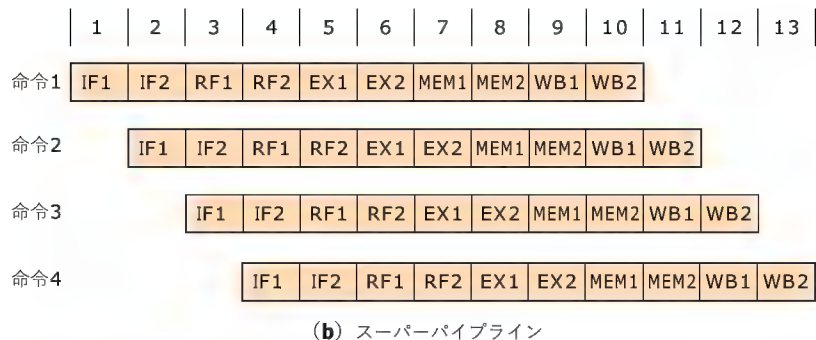 1 2 3 4 5 6 7 8 9 10 11 12 13
命令1 IF1 IF2 RF1 RF2 EX1 EX2 MEM1 MEM2 WB1 WB2
命令2 IF1 IF2 RF1 RF2 EX1 EX2 MEM1 MEM2 WB1 WB2
命令3 IF1 IF2 RF1 RF2 EX1 EX2 MEM1 MEM2 WB1 WB2
命令4 IF1 IF2 RF1 RF2 EX1 EX2 MEM1 MEM2 WB1 WB2
(b) スーパーパイプライン